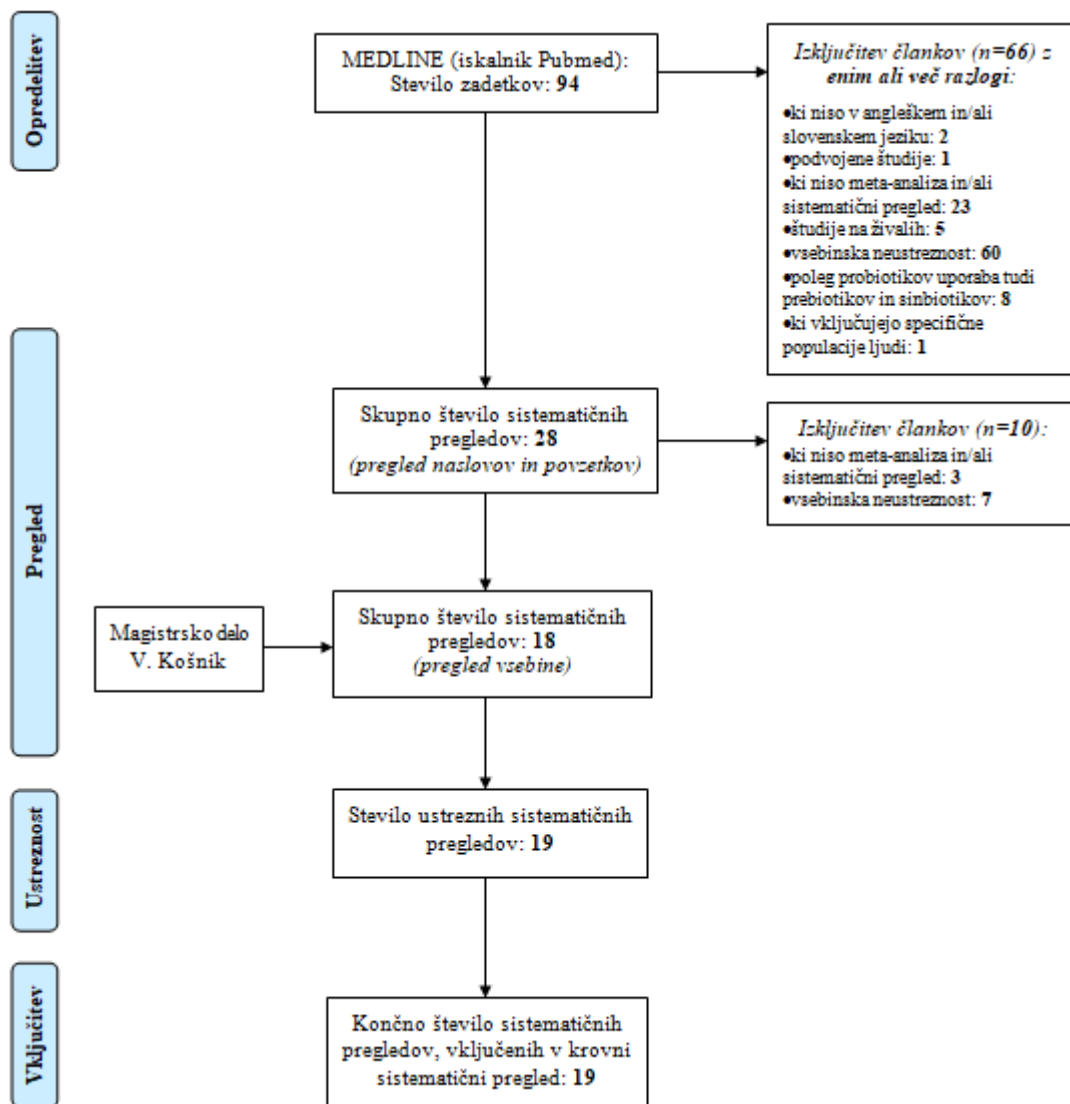 Opredelitev
MEDLINE (iskalnik Pubmed):
Število zadetkov: 94
Izključitev člankov (n=66) z
enim ali več razlogi:
•ki niso v angleškem in/ali
slovenskem jeziku: 2
•podvojene študije: 1
•ki niso meta-analiza in/ali
sistematični pregled: 23
•študije na živalih: 5
•vsebinska neustreznost: 60
•poleg probiotikov uporaba tudi
prebiotikov in sinbiotikov: 8
•ki vključujejo specifične
populacije ljudi: 1
Pregled
Skupno število sistematičnih
pregledov: 28
(pregled naslovov in povzetkov)
Izključitev člankov (n=10):
•ki niso meta-analiza in/ali
sistematični pregled: 3
•vsebinska neustreznost: 7
Magistrsko delo
V. Košnik
Skupno število sistematičnih
pregledov: 18
(pregled vsebine)
Ustreznost
Stevilo ustreznih sistematičnih
pregledov: 19
Vključitev
Končno število sistematičnih
pregledov, vključenih v krovni
sistematični pregled: 19